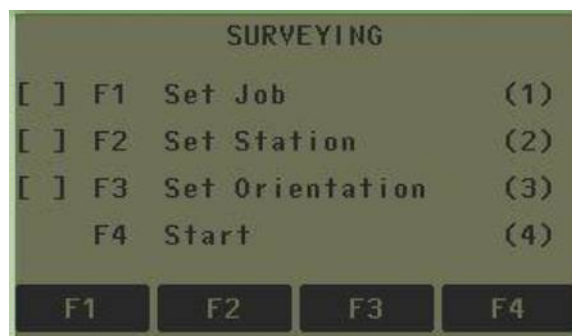 SURVEYING
[ ] F1 Set Job (1)
[ ] F2 Set Station (2)
[ ] F3 Set Orientation (3)
F4 Start (4)
F1 F2 F3 F4